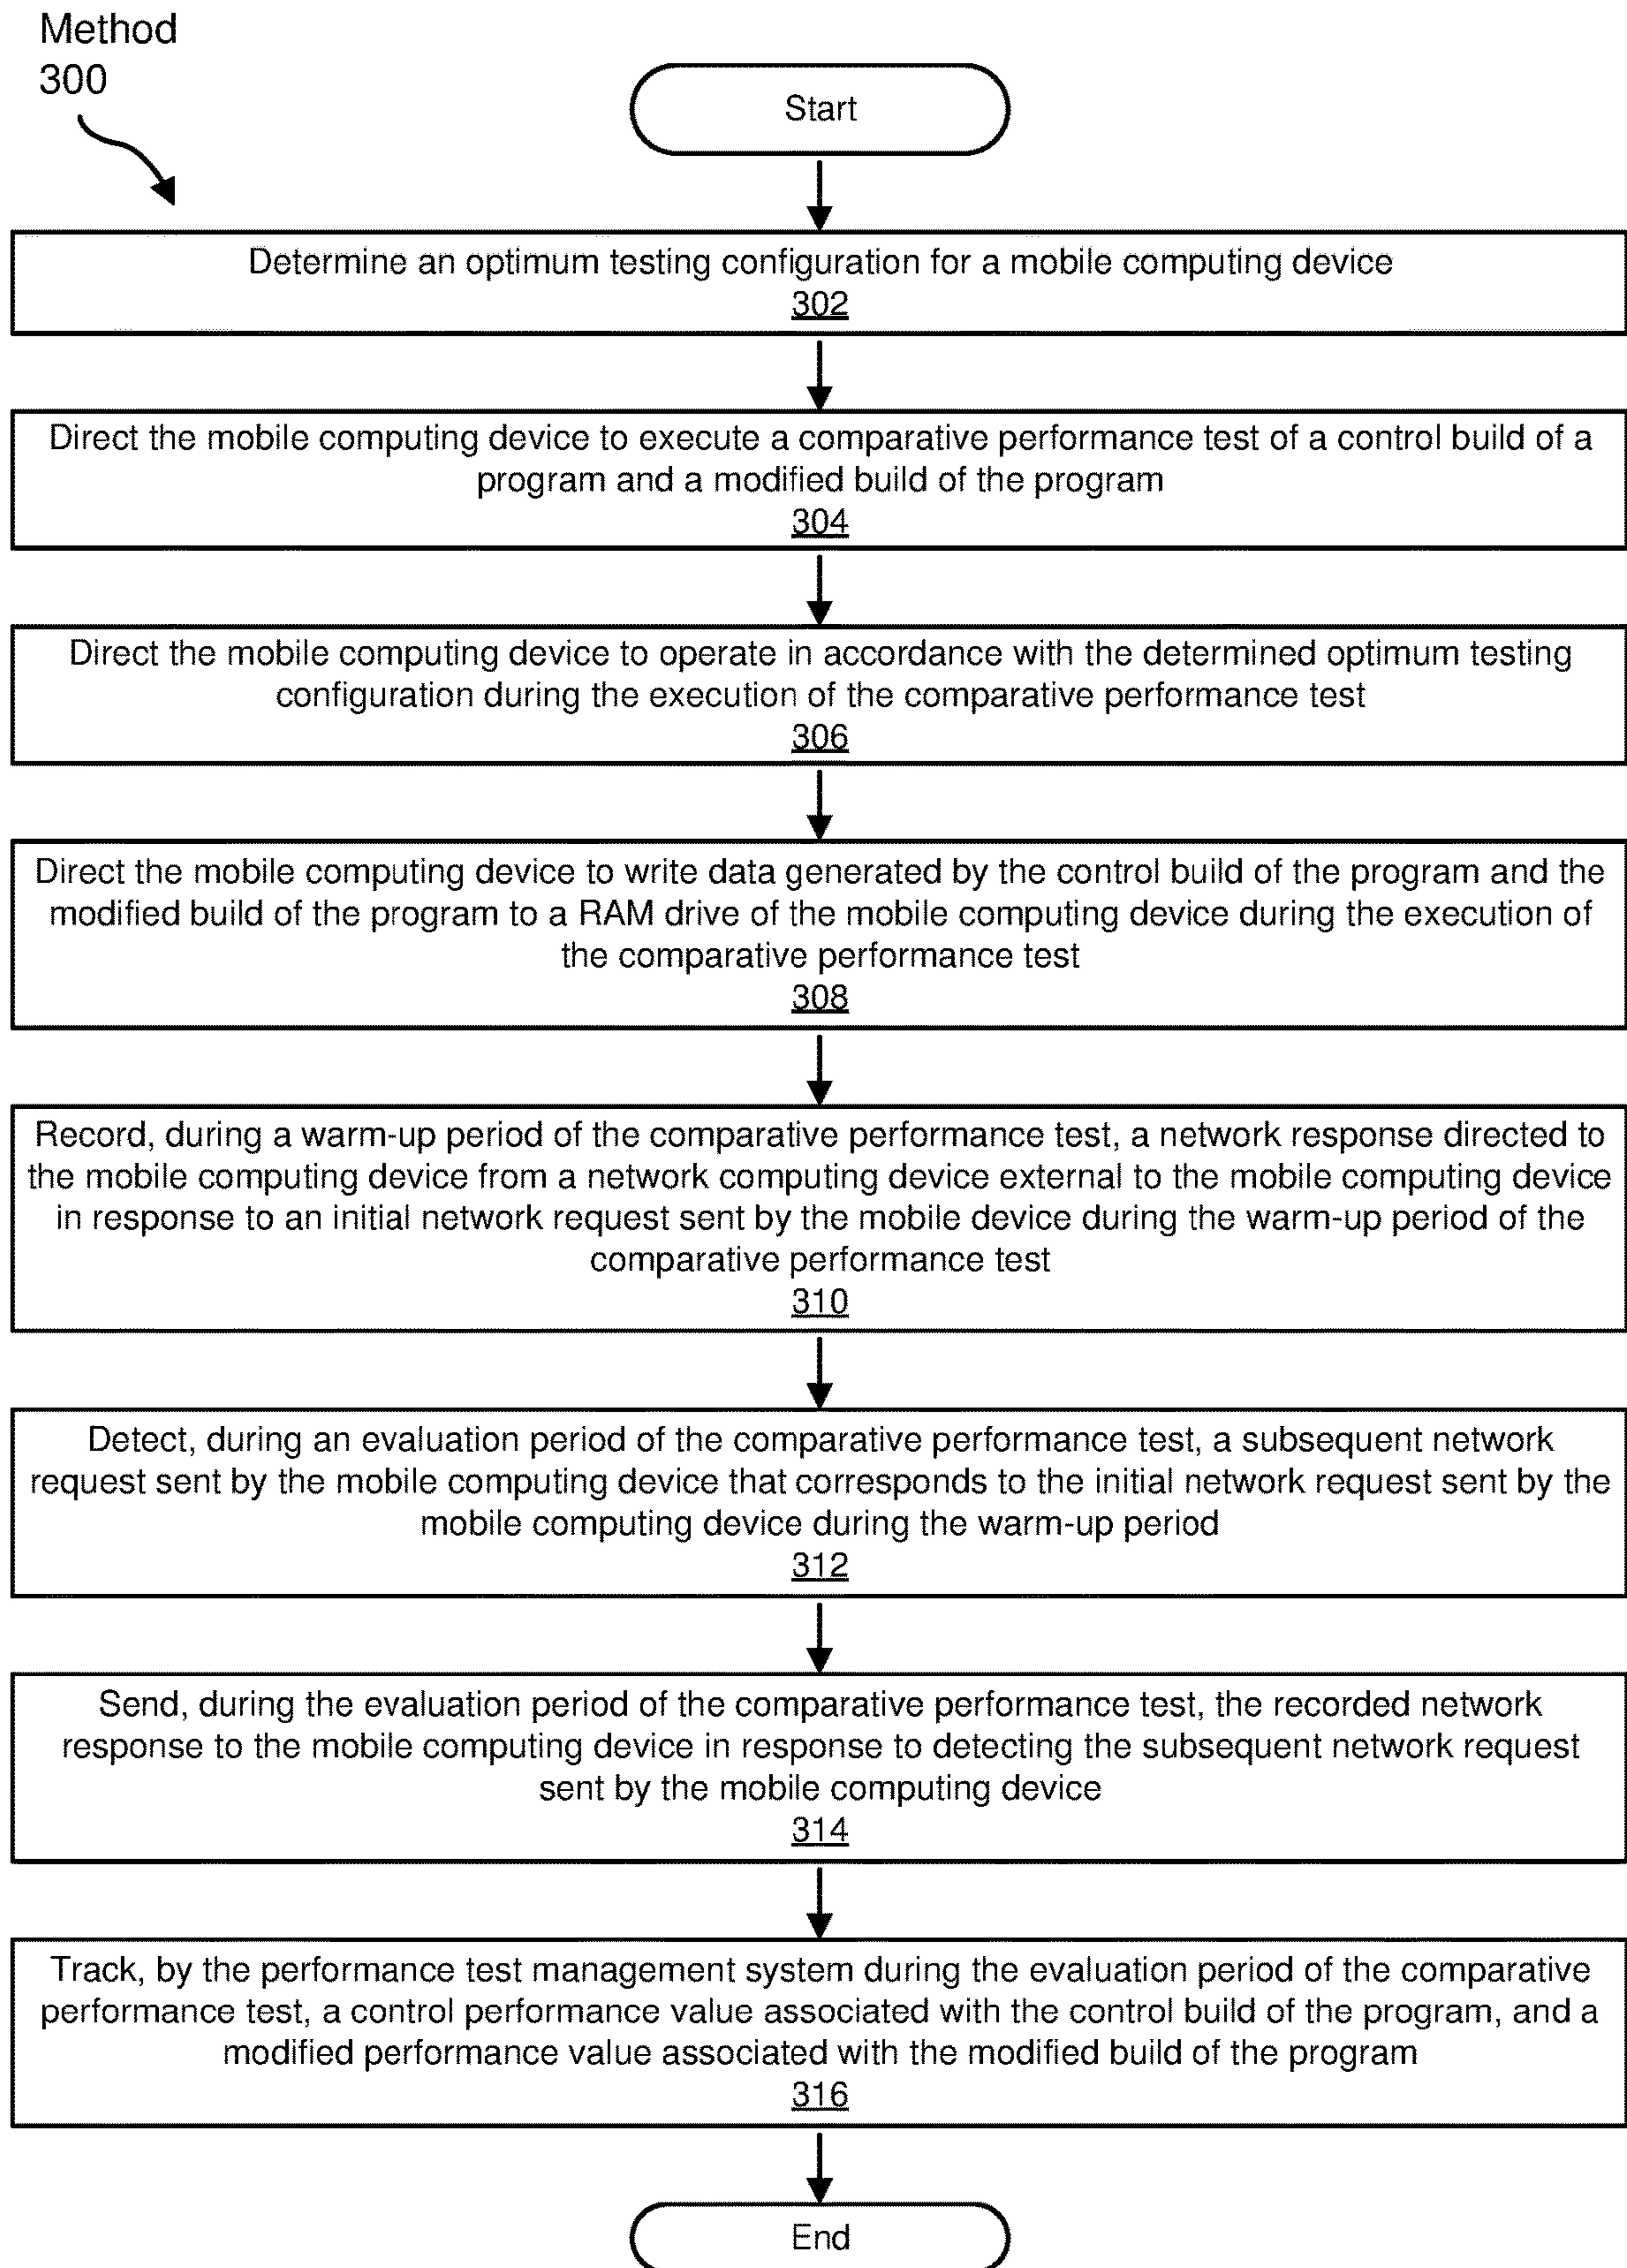 Method
300
Start
Determine an optimum testing configuration for a mobile computing device
302
Direct the mobile computing device to execute a comparative performance test of a control build of a
program and a modified build of the program
304
Direct the mobile computing device to operate in accordance with the determined optimum testing
configuration during the execution of the comparative performance test
306
Direct the mobile computing device to write data generated by the control build of the program and the
modified build of the program to a RAM drive of the mobile computing device during the execution of
the comparative performance test
308
Record, during a warm-up period of the comparative performance test, a network response directed to
the mobile computing device from a network computing device external to the mobile computing device
in response to an initial network request sent by the mobile device during the warm-up period of the
comparative performance test
310
Detect, during an evaluation period of the comparative performance test, a subsequent network
request sent by the mobile computing device that corresponds to the initial network request sent by the
mobile computing device during the warm-up period
312
Send, during the evaluation period of the comparative performance test, the recorded network
response to the mobile computing device in response to detecting the subsequent network request
sent by the mobile computing device
314
Track, by the performance test management system during the evaluation period of the comparative
performance test, a control performance value associated with the control build of the program, and a
modified performance value associated with the modified build of the program
316
End